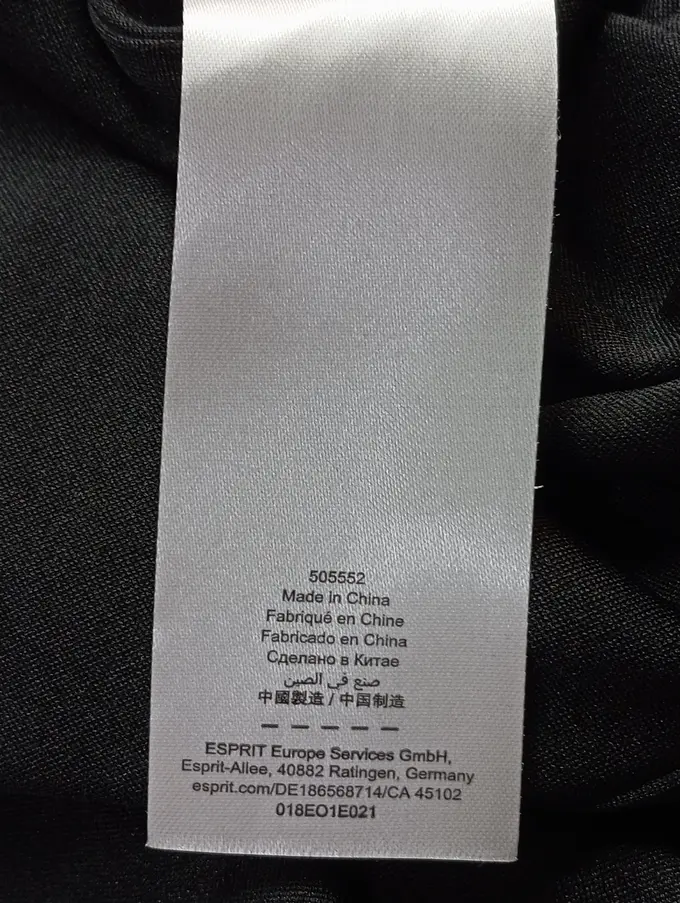 505552
Made in China
Fabriqué en Chine
Fabricado en China
Сделано в Китае
صنع في الصين
中國製造 / 中国制造
— — — — —
ESPRIT Europe Services GmbH,
Esprit-Allee, 40882 Ratingen, Germany
esprit.com/DE186568714/CA 45102
018EO1E021